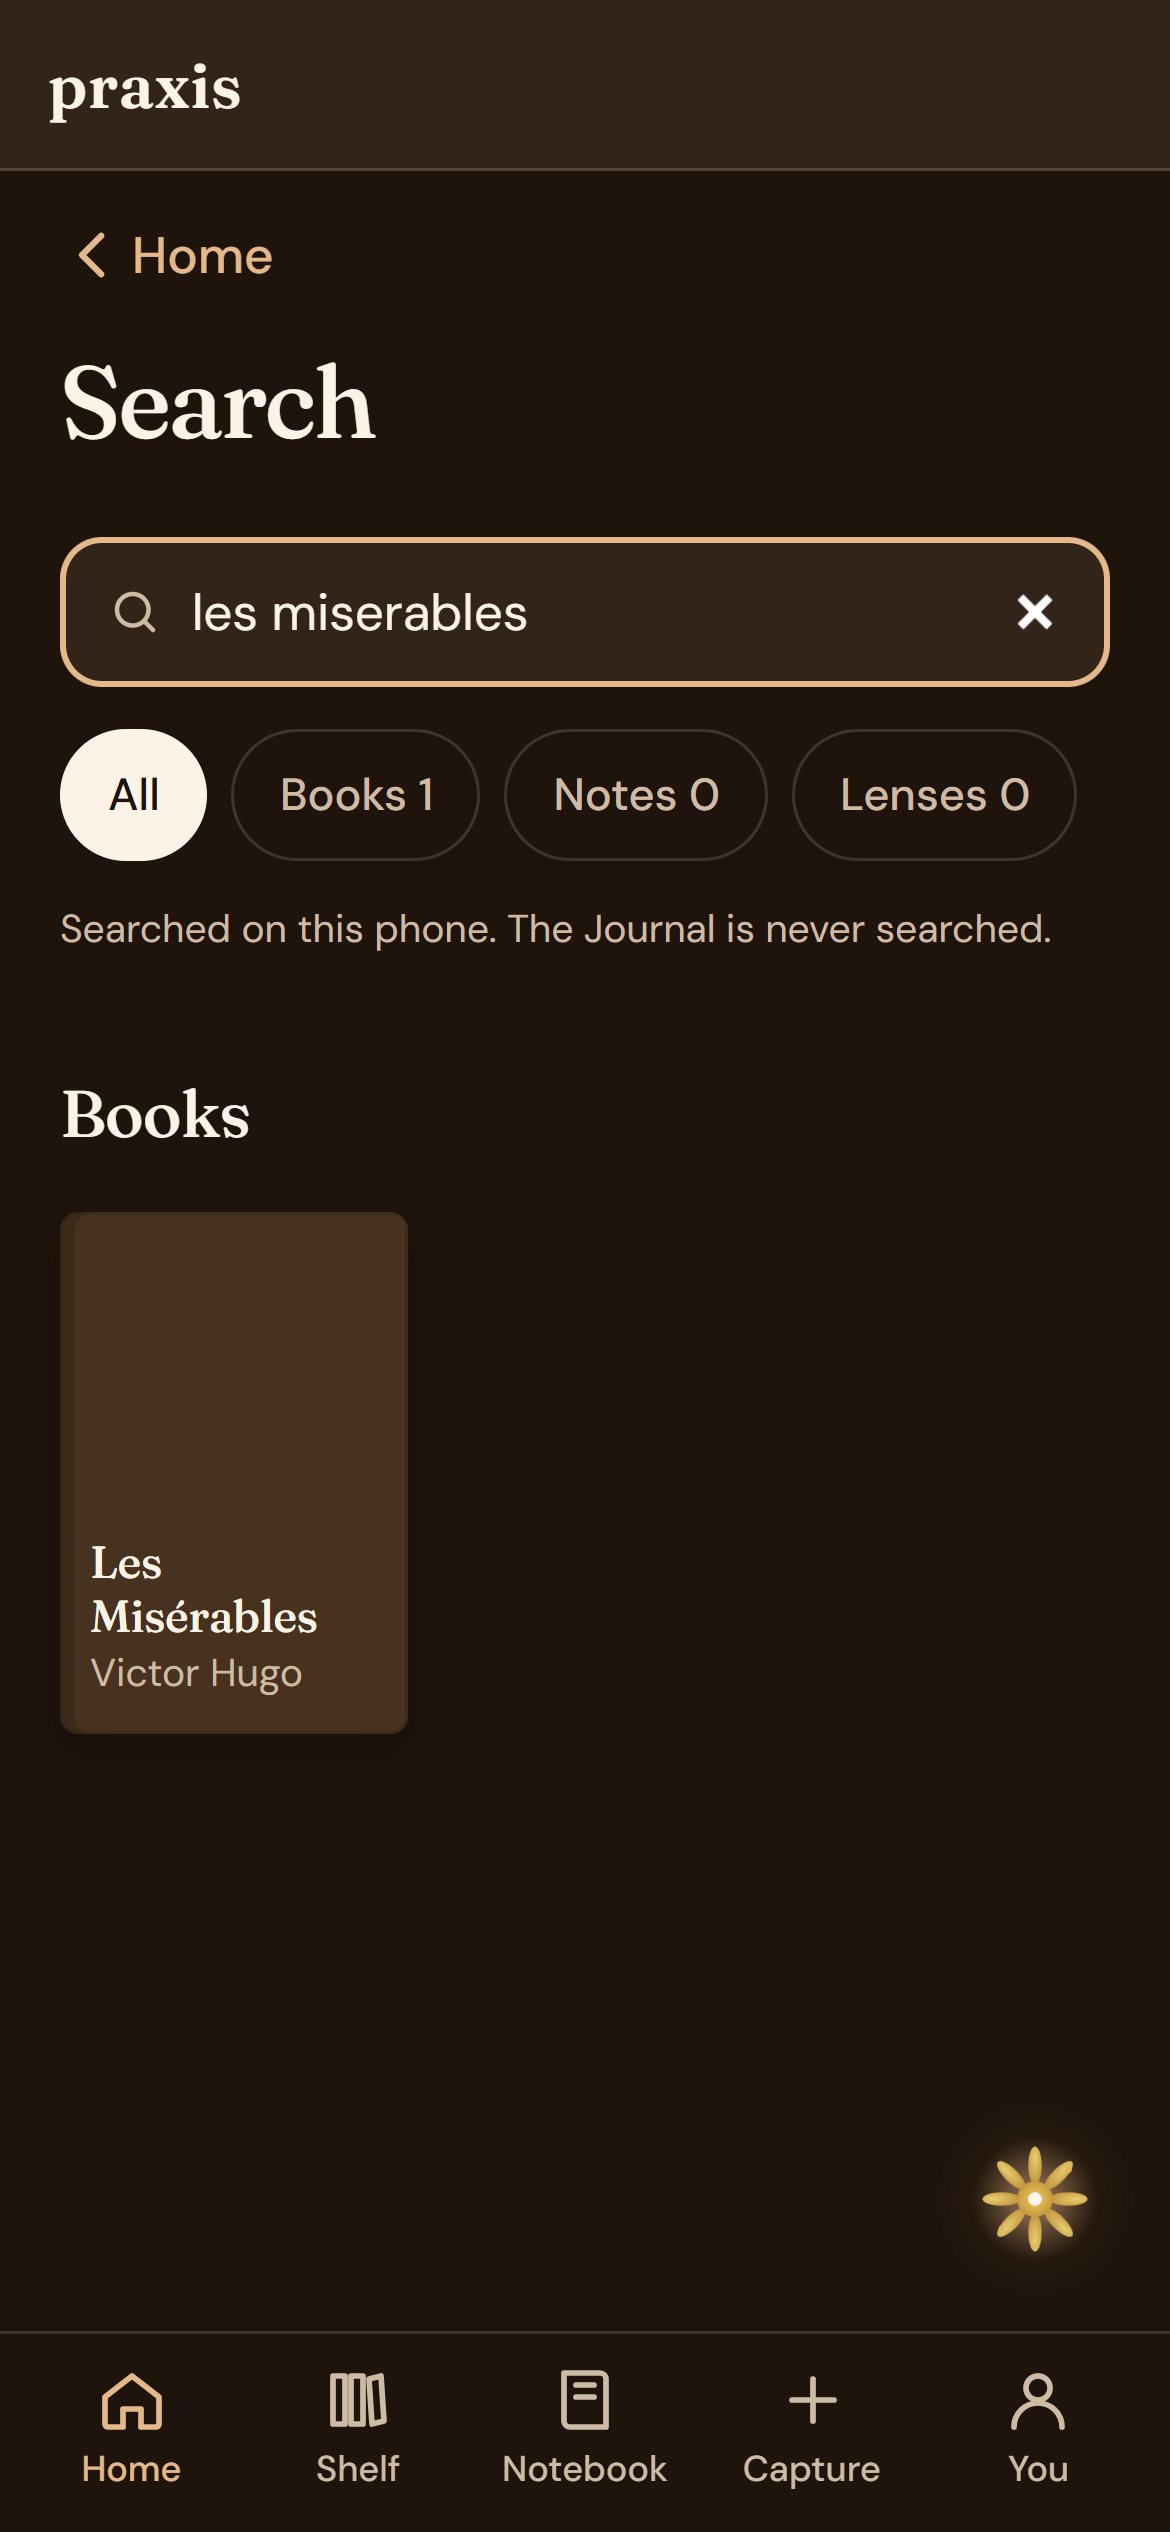 praxis
Home
Search
les miserables
All
Books 1
Notes 0
Lenses 0
Searched on this phone. The Journal is never searched.
Books
Les
Misérables
Victor Hugo
Home
Shelf
Notebook
Capture
You